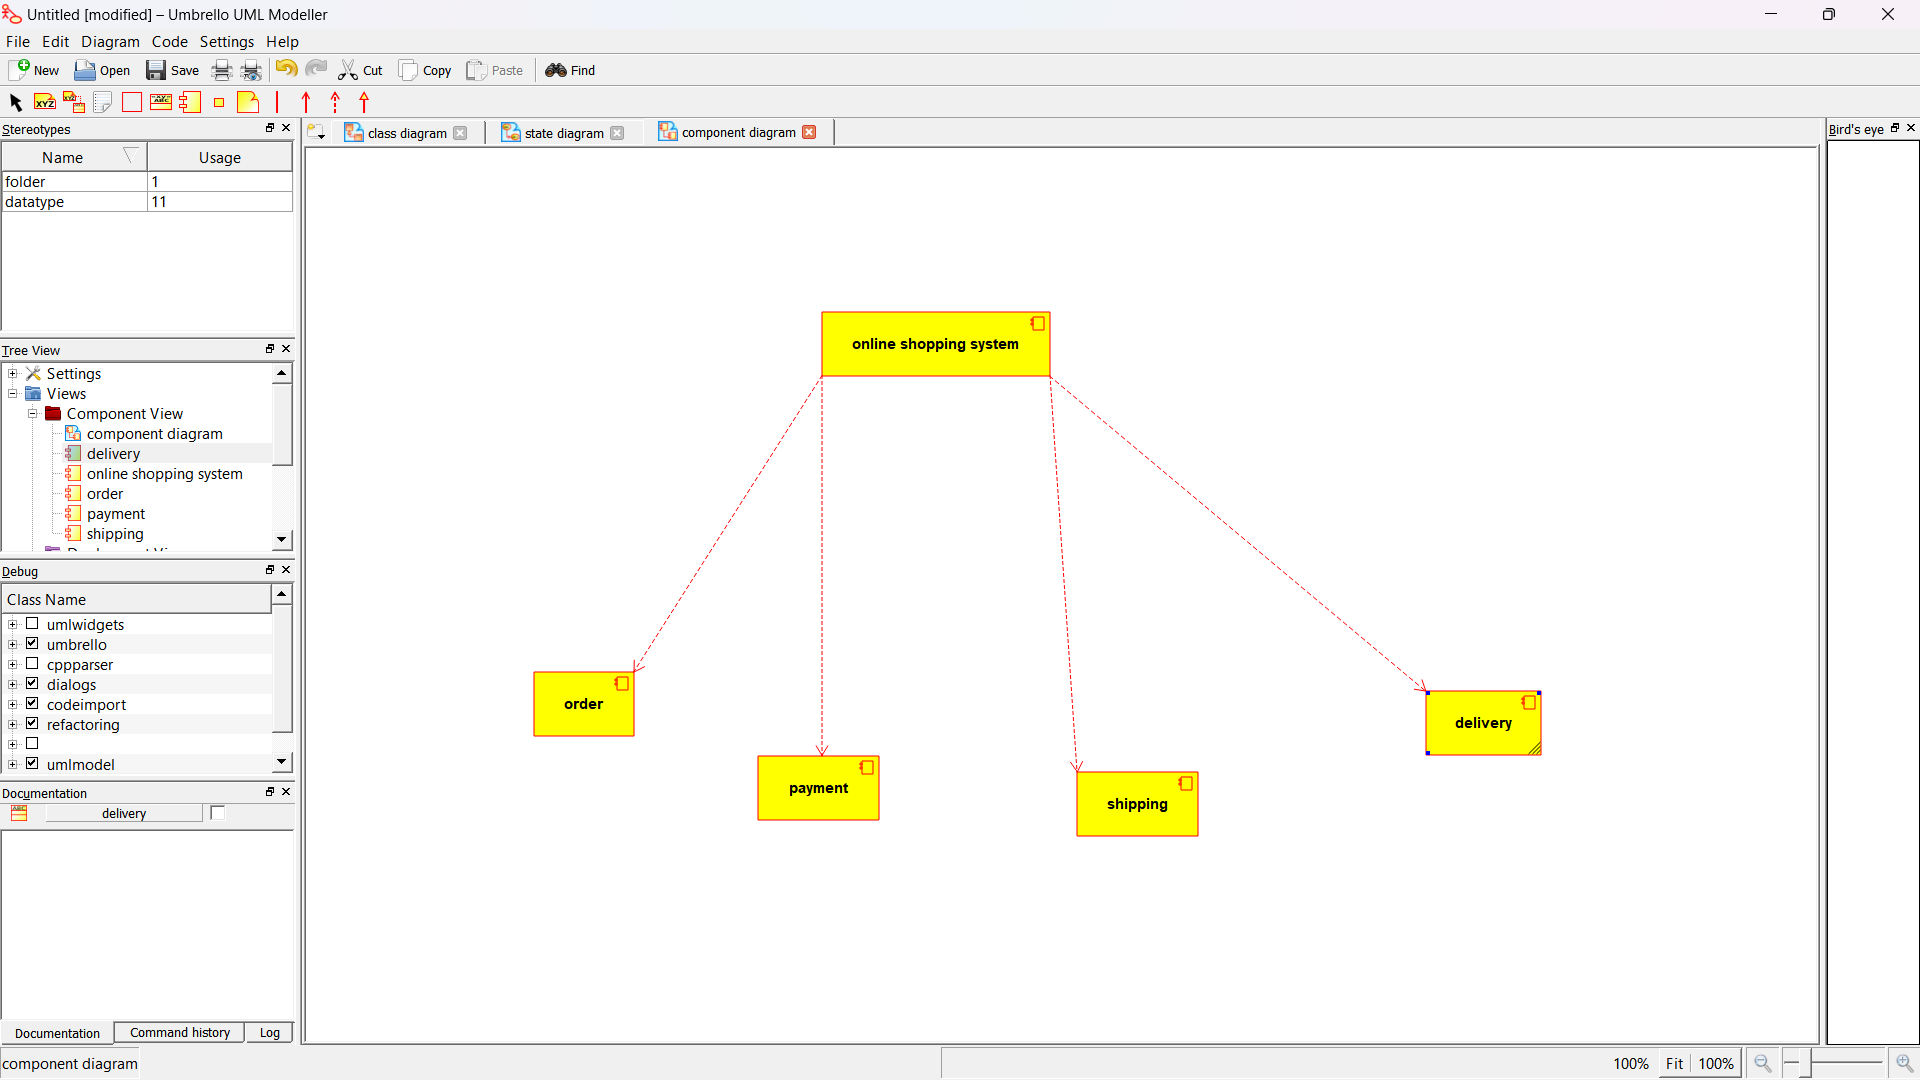 Untitled [modified] – Umbrello UML Modeller
File Edit Diagram Code Settings Help
New Open Save Cut Copy Paste Find
XYZ XYZ ABC
Stereotypes
Name Usage
folder 1
datatype 11
Tree View
Settings
Views
Component View
component diagram
delivery
online shopping system
order
payment
shipping
Debug
Class Name
umlwidgets
umbrello
cppparser
dialogs
codeimport
refactoring
umlmodel
Documentation
delivery
Documentation Command history Log
component diagram
class diagram state diagram component diagram
online shopping system
order
payment
shipping
delivery
Bird's eye
100% Fit 100%